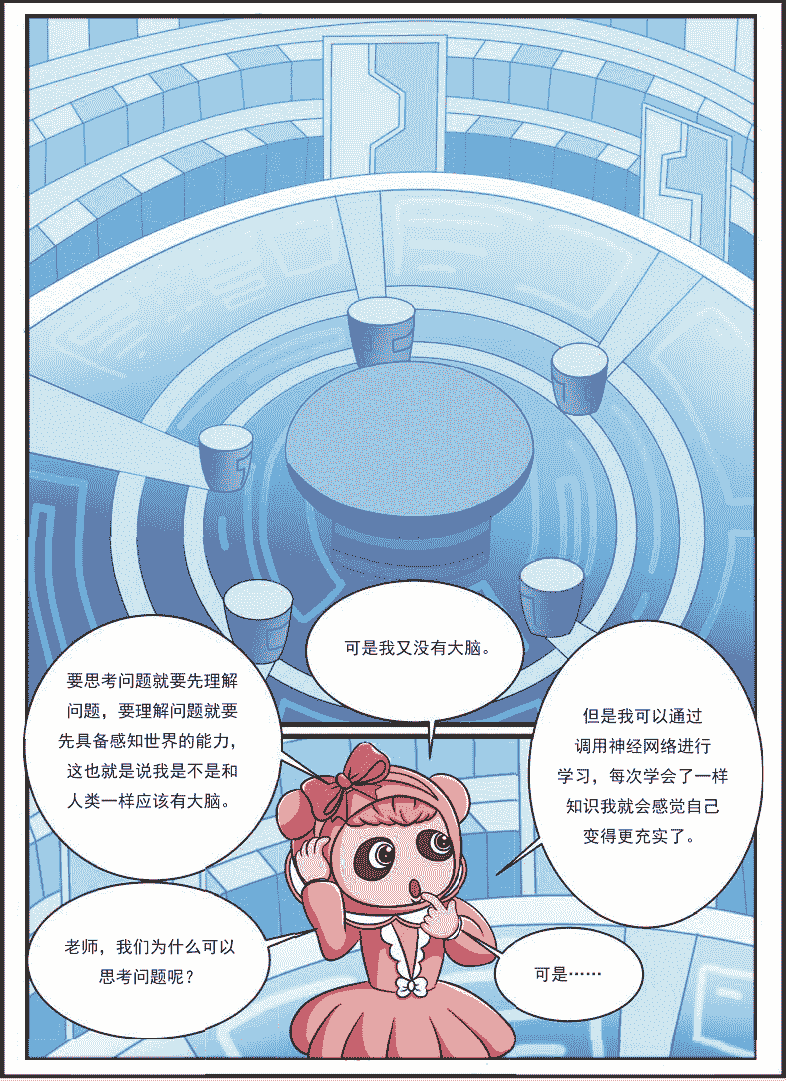 要思考问题就要先理解
问题，要理解问题就要
先具备感知世界的能力，
这也就是说我是不是和
人类一样应该有大脑。
可是我又没有大脑。
但是我可以通过
调用神经网络进行
学习，每次学会了一样
知识我就会感觉自己
变得更充实了。
老师，我们为什么可以
思考问题呢？
可是……